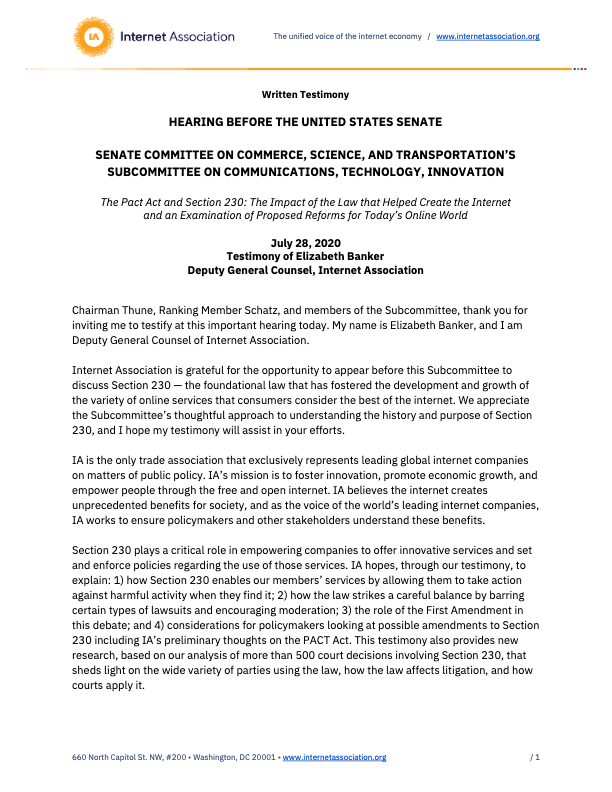 IA Internet Association The unified voice of the internet economy / www.internetassociation.org
Written Testimony
HEARING BEFORE THE UNITED STATES SENATE
SENATE COMMITTEE ON COMMERCE, SCIENCE, AND TRANSPORTATION'S
SUBCOMMITTEE ON COMMUNICATIONS, TECHNOLOGY, INNOVATION
The Pact Act and Section 230: The Impact of the Law that Helped Create the Internet
and an Examination of Proposed Reforms for Today's Online World
July 28, 2020
Testimony of Elizabeth Banker
Deputy General Counsel, Internet Association
Chairman Thune, Ranking Member Schatz, and members of the Subcommittee, thank you for
inviting me to testify at this important hearing today. My name is Elizabeth Banker, and I am
Deputy General Counsel of Internet Association.
Internet Association is grateful for the opportunity to appear before this Subcommittee to
discuss Section 230 — the foundational law that has fostered the development and growth of
the variety of online services that consumers consider the best of the internet. We appreciate
the Subcommittee's thoughtful approach to understanding the history and purpose of Section
230, and I hope my testimony will assist in your efforts.
IA is the only trade association that exclusively represents leading global internet companies
on matters of public policy. IA's mission is to foster innovation, promote economic growth, and
empower people through the free and open internet. IA believes the internet creates
unprecedented benefits for society, and as the voice of the world's leading internet companies,
IA works to ensure policymakers and other stakeholders understand these benefits.
Section 230 plays a critical role in empowering companies to offer innovative services and set
and enforce policies regarding the use of those services. IA hopes, through our testimony, to
explain: 1) how Section 230 enables our members' services by allowing them to take action
against harmful activity when they find it; 2) how the law strikes a careful balance by barring
certain types of lawsuits and encouraging moderation; 3) the role of the First Amendment in
this debate; and 4) considerations for policymakers looking at possible amendments to Section
230 including IA's preliminary thoughts on the PACT Act. This testimony also provides new
research, based on our analysis of more than 500 court decisions involving Section 230, that
sheds light on the wide variety of parties using the law, how the law affects litigation, and how
courts apply it.
660 North Capitol St. NW, #200 • Washington, DC 20001 • www.internetassociation.org / 1